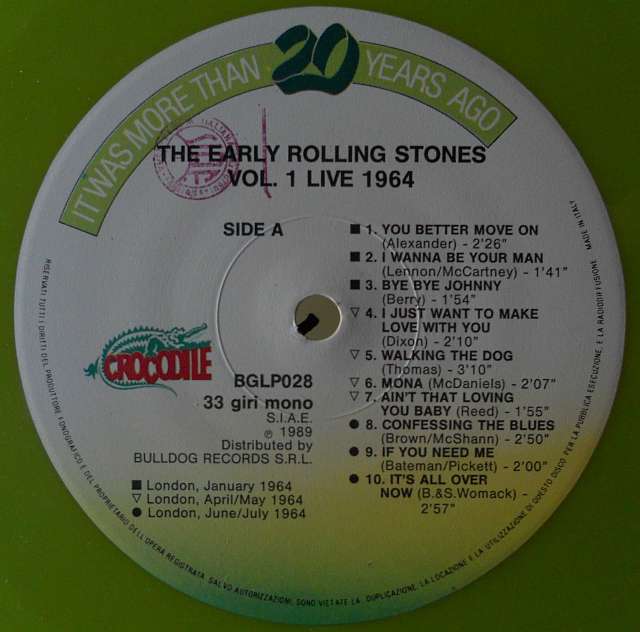 IT WAS MORE THAN 20 YEARS AGO
THE EARLY ROLLING STONES
VOL. 1 LIVE 1964
SIDE A
■ 1. YOU BETTER MOVE ON
(Alexander) - 2'26"
■ 2. I WANNA BE YOUR MAN
(Lennon/McCartney) - 1'41"
■ 3. BYE BYE JOHNNY
(Berry) - 1'54"
▽ 4. I JUST WANT TO MAKE
LOVE WITH YOU
(Dixon) - 2'10"
▽ 5. WALKING THE DOG
(Thomas) - 3'10"
▽ 6. MONA (McDaniels) - 2'07"
▽ 7. AIN'T THAT LOVING
YOU BABY (Reed) - 1'55"
● 8. CONFESSING THE BLUES
(Brown/McShann) - 2'50"
● 9. IF YOU NEED ME
(Bateman/Pickett) - 2'00"
● 10. IT'S ALL OVER
NOW (B.&S.Womack) -
2'57"
CROCODILE
BGLP028
33 giri mono
S.I.A.E.
℗ 1989
Distributed by
BULLDOG RECORDS S.R.L.
■ London, January 1964
▽ London, April/May 1964
● London, June/July 1964
RISERVATI TUTTI I DIRITTI DEL PRODUTTORE FONOGRAFICO E DEL PROPRIETARIO DELL'OPERA REGISTRATA. SALVO AUTORIZZAZIONI, SONO VIETATE LA DUPLICAZIONE, LA LOCAZIONE E LA UTILIZZAZIONE DI QUESTO DISCO PER LA PUBBLICA ESECUZIONE, E LA RADIODIFFUSIONE. MADE IN ITALY